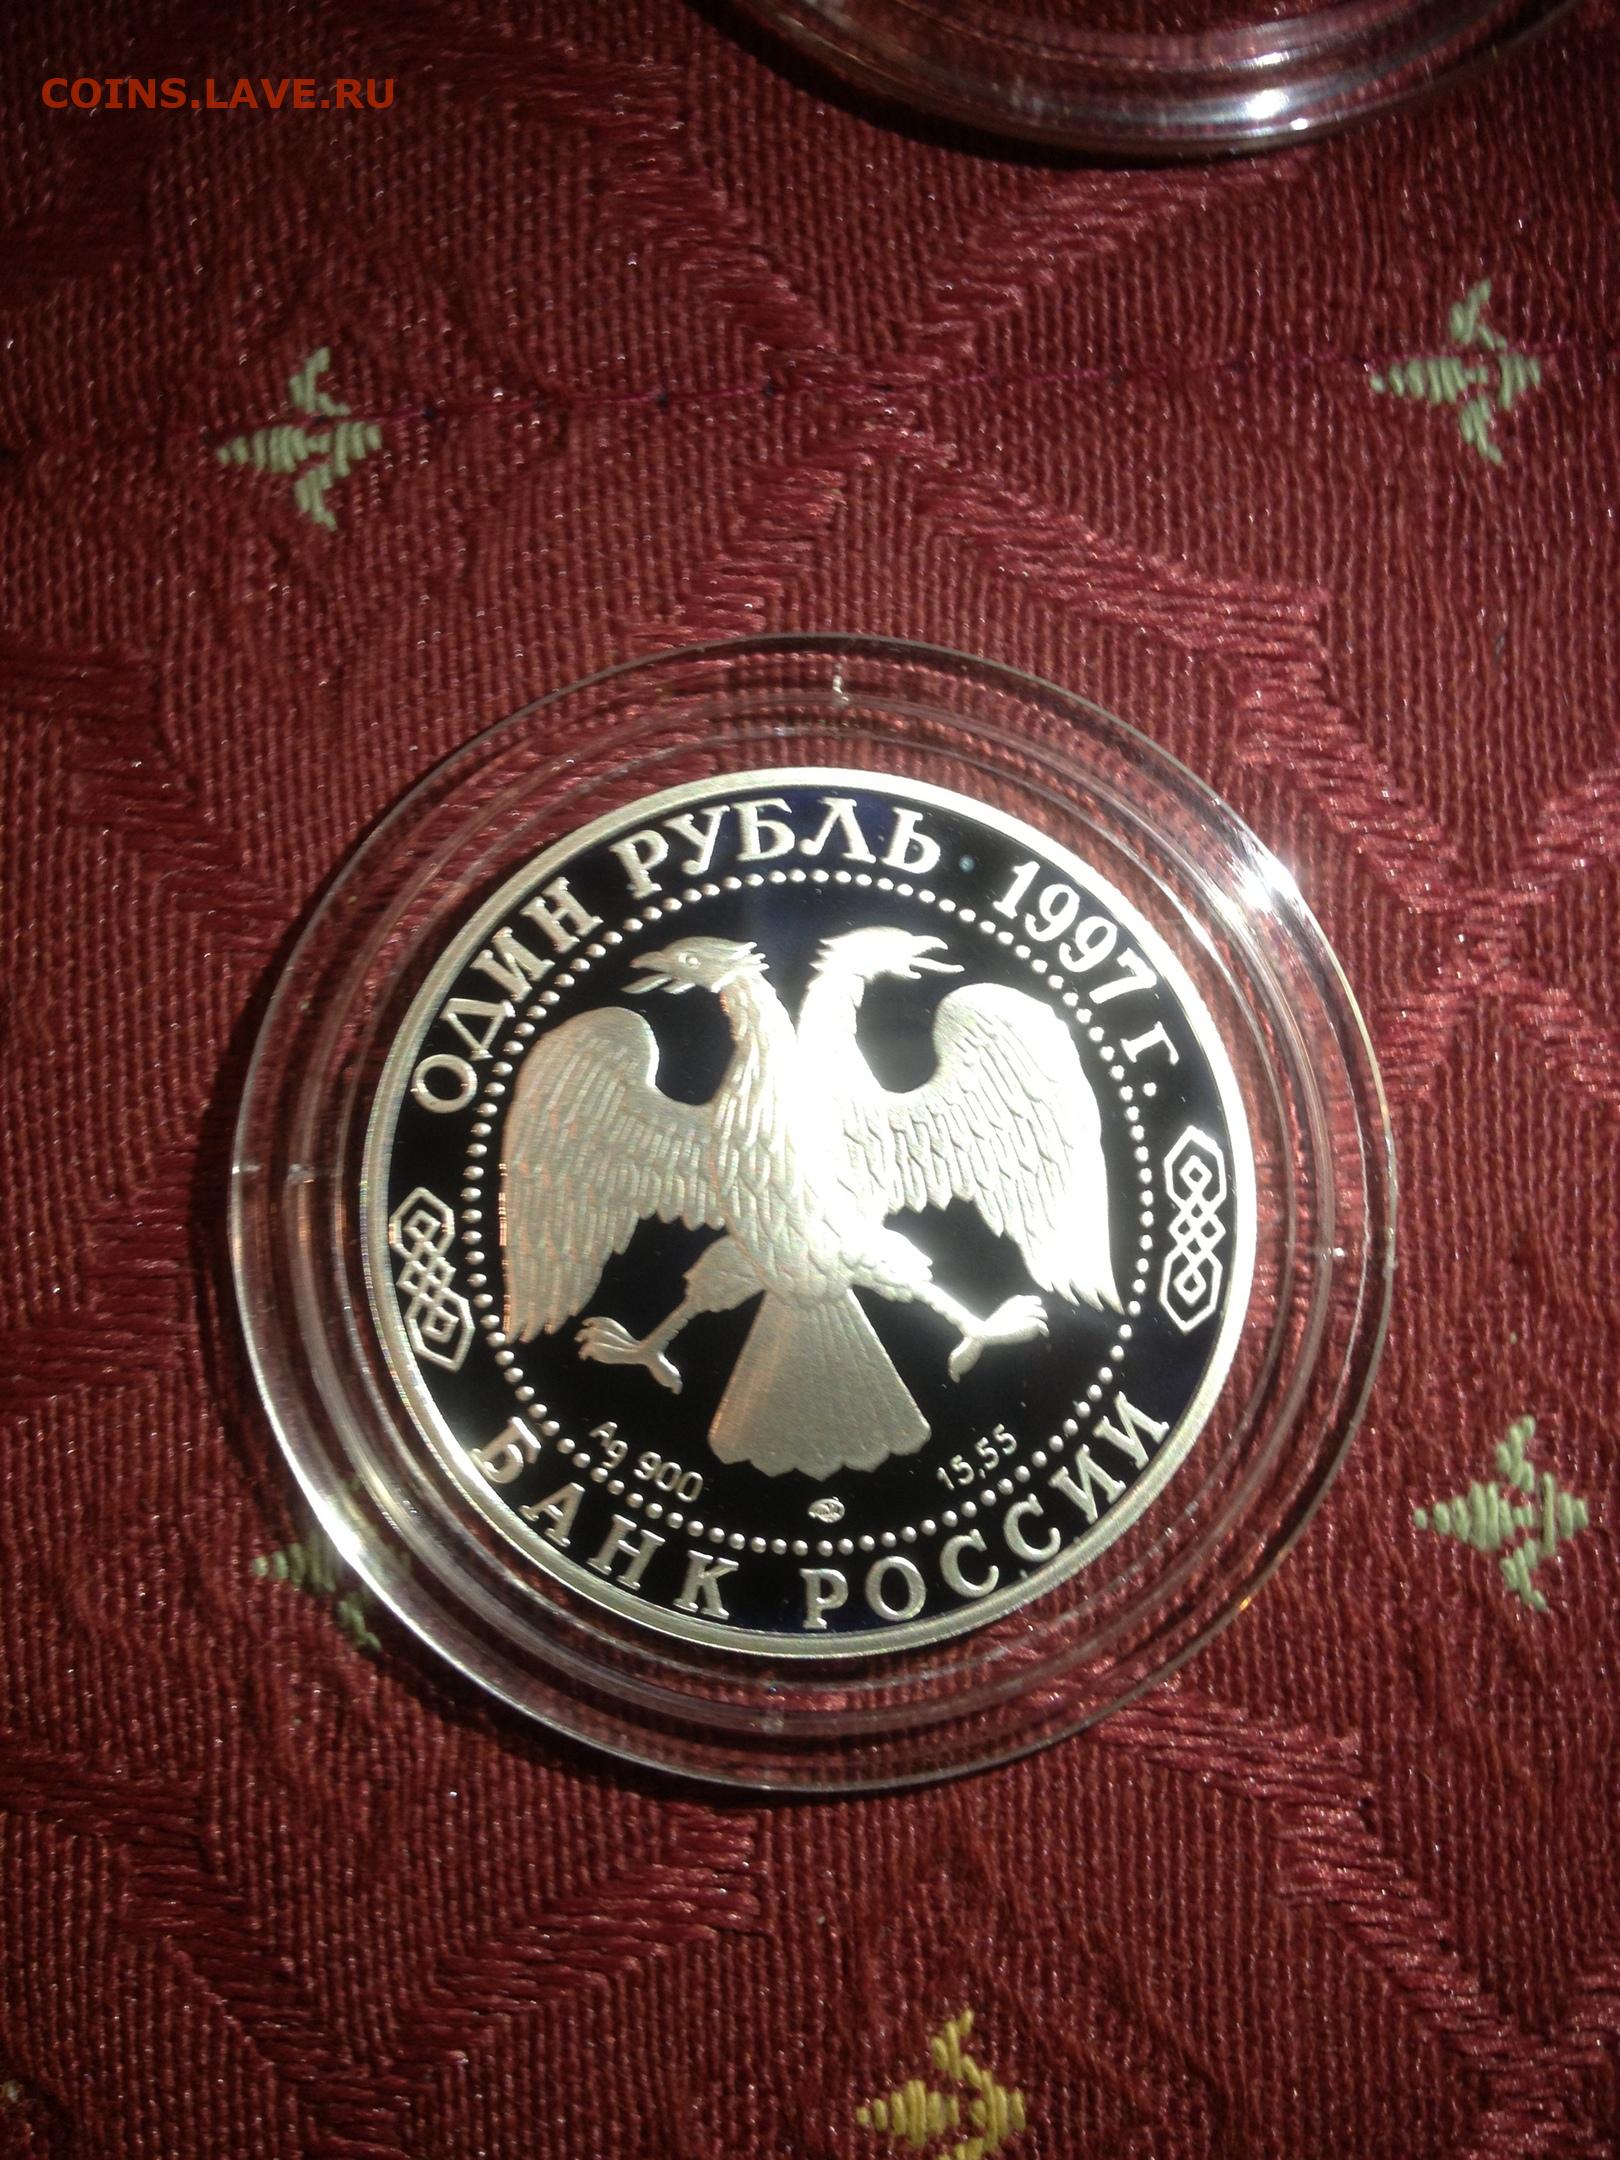 COINS.LAVE.RU
ОДИН РУБЛЬ · 1997 Г.
Ag 900
15,55
БАНК РОССИИ